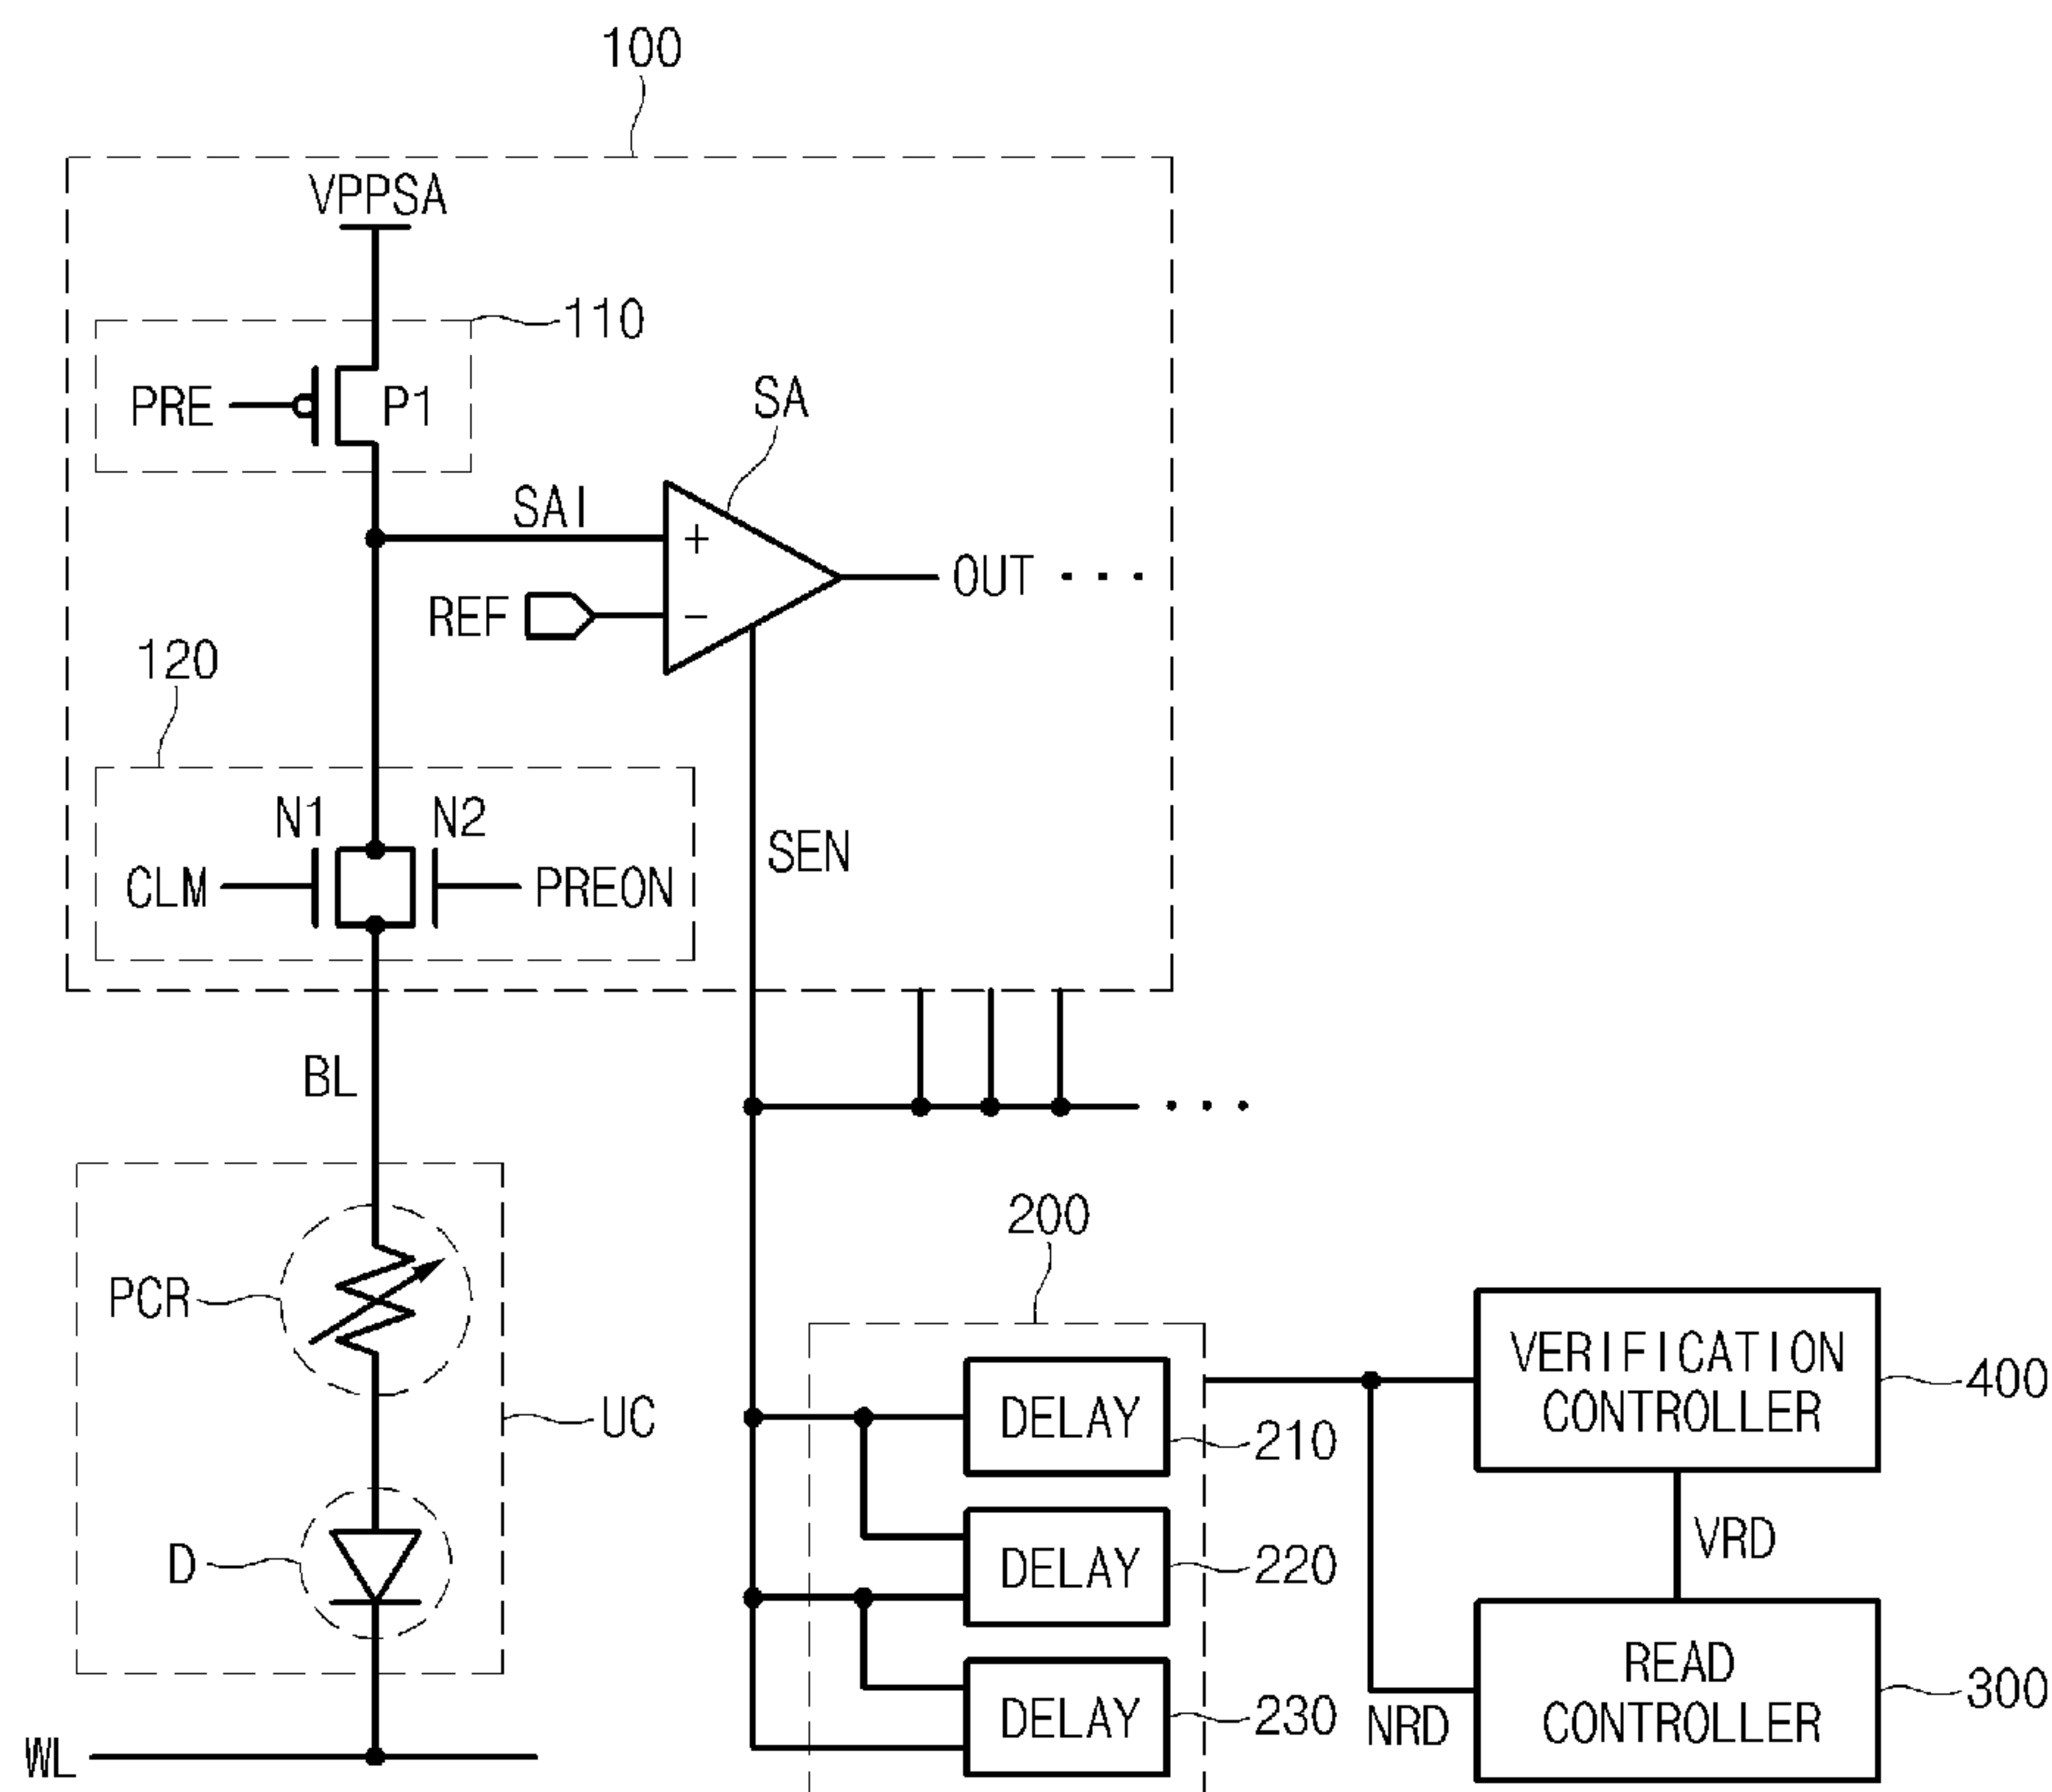 100
VPPSA
110
PRE
P1
SA
SAI
+
OUT ...
REF
-
120
N1
N2
SEN
CLM
PREON
BL
...
200
PCR
VERIFICATION
CONTROLLER
400
DELAY
210
UC
VRD
D
DELAY
220
READ
CONTROLLER
300
DELAY
230
NRD
WL